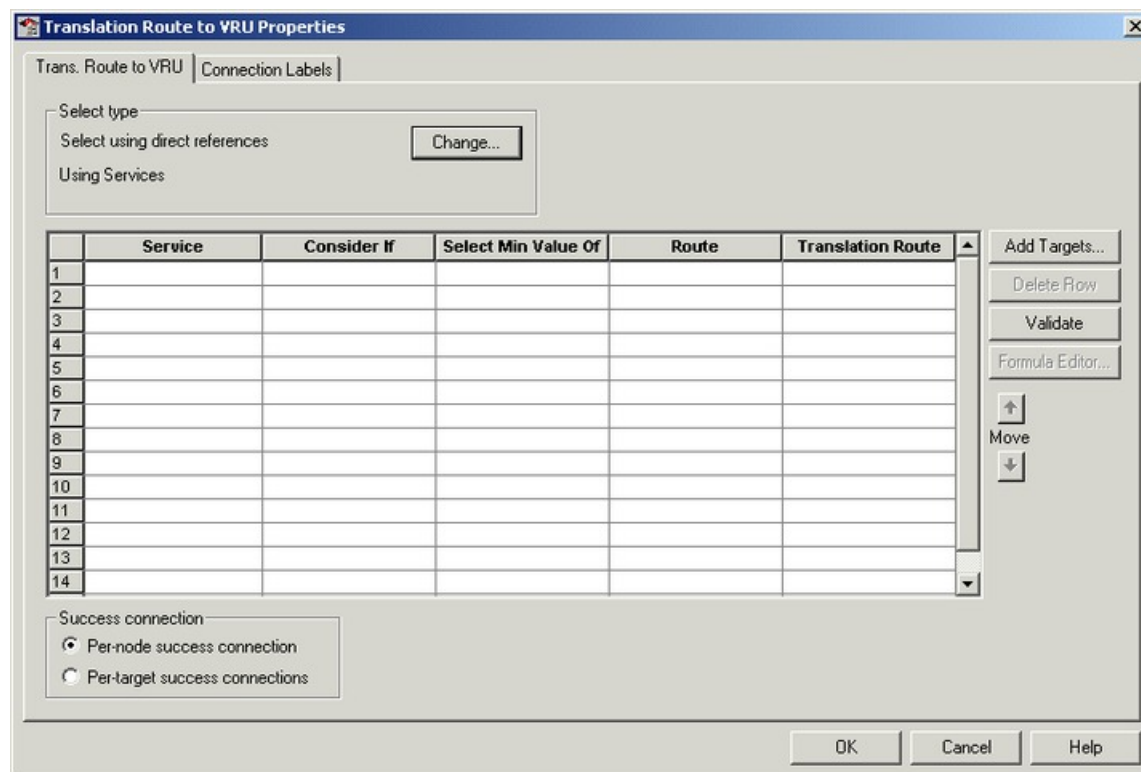 Translation Route to VRU Properties
Trans. Route to VRU
Connection Labels
Select type
Select using direct references
Change...
Using Services
Service
Consider If
Select Min Value Of
Route
Translation Route
Add Targets...
1
Delete Row
2
3
Validate
4
Formula Editor...
5
6
7
8
Move
9
10
11
12
13
14
Success connection
Per-node success connection
Per-target success connections
OK
Cancel
Help